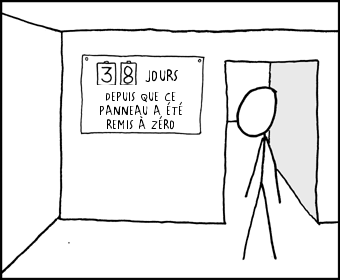 38 JOURS
DEPUIS QUE CE
PANNEAU A ÉTÉ
REMIS À ZÉRO